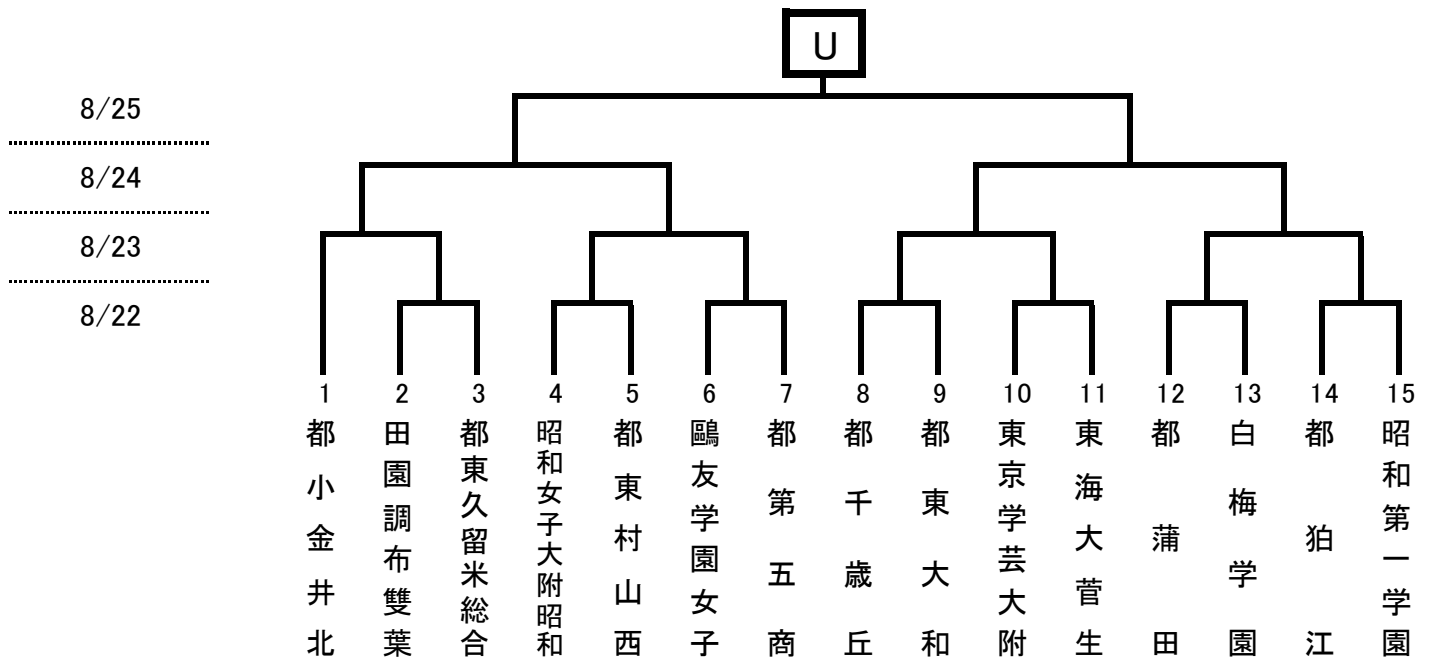 U
8/25
8/24
8/23
8/22
1
2
3
4
5
6
7
8
9
10
11
12
13
14
15
都小金井北
田園調布雙葉
都東久留米総合
昭和女子大附昭和
都東村山西
鷗友学園女子
都第五商
都千歳丘
都東大和
東京学芸大附
東海大菅生
都蒲田
白梅学園
都狛江
昭和第一学園